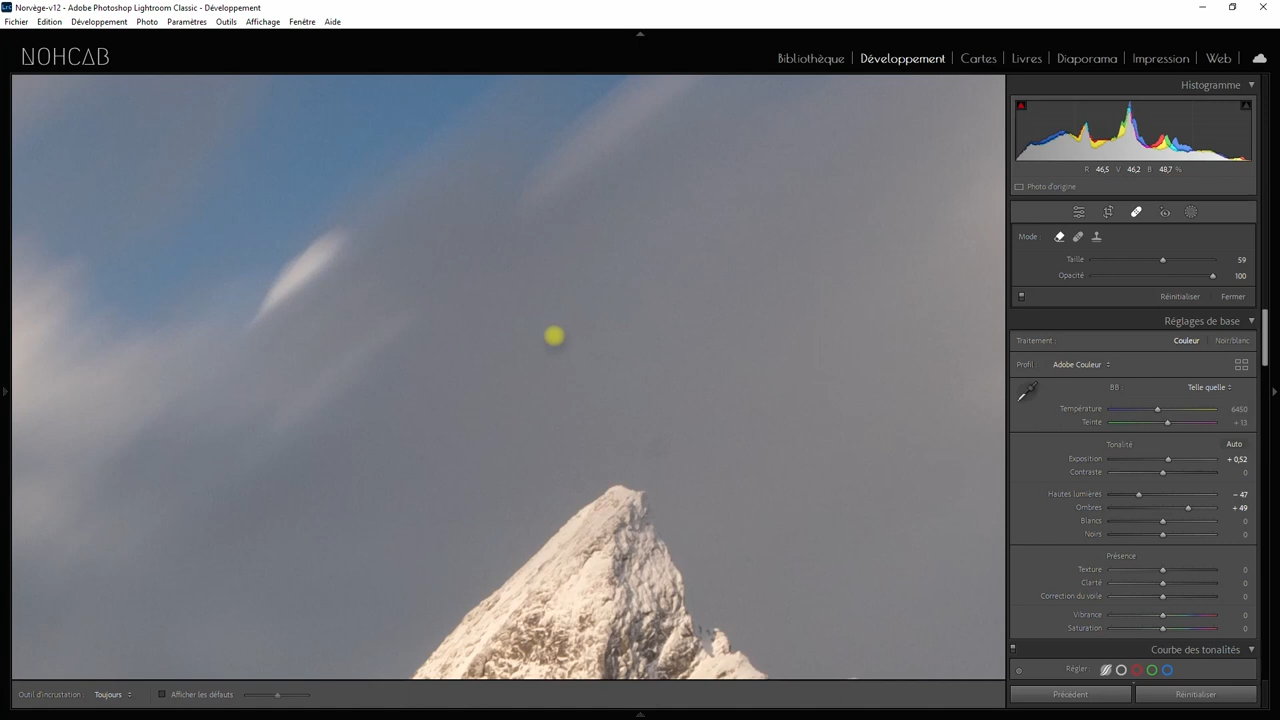 Norvège-v12 - Adobe Photoshop Lightroom Classic - Développement
Fichier Edition Développement Photo Paramètres Outils Affichage Fenêtre Aide
NOHCAB
Bibliothèque Développement Cartes Livres Diaporama Impression Web
Histogramme
R 46,5 V 46,2 B 48,7 %
Photo d'origine
Mode :
Taille 59
Opacité 100
Réinitialiser Fermer
Réglages de base
Traitement : Couleur Noir/blanc
Profil : Adobe Couleur
BB : Telle quelle
Température 6450
Teinte + 13
Tonalité Auto
Exposition + 0,52
Contraste 0
Hautes lumières - 47
Ombres + 49
Blancs 0
Noirs 0
Présence
Texture 0
Clarté 0
Correction du voile 0
Vibrance 0
Saturation 0
Courbe des tonalités
Régler :
Outil d'incrustation : Toujours Afficher les défauts
Précédent Réinitialiser